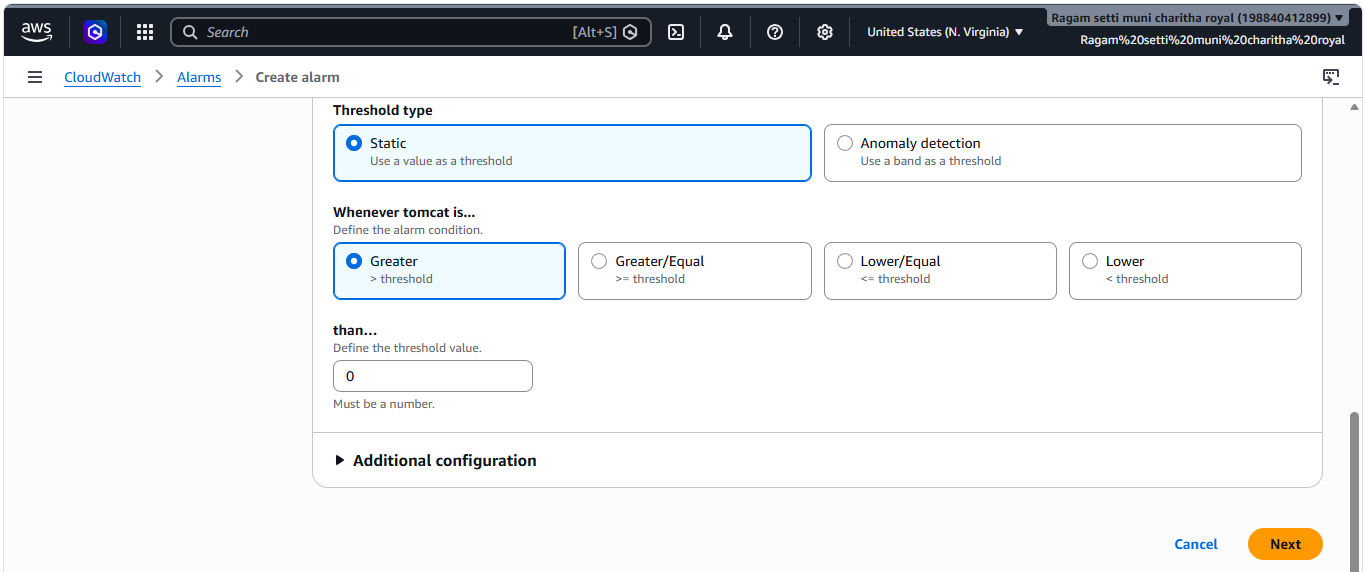 aws
Search [Alt+S]
United States (N. Virginia) ▼
Ragam setti muni charitha royal (198840412899) ▼
Ragam%20setti%20muni%20charitha%20royal
CloudWatch > Alarms > Create alarm
Threshold type
Static
Use a value as a threshold
Anomaly detection
Use a band as a threshold
Whenever tomcat is...
Define the alarm condition.
Greater
> threshold
Greater/Equal
>= threshold
Lower/Equal
<= threshold
Lower
< threshold
than...
Define the threshold value.
0
Must be a number.
Additional configuration
Cancel
Next